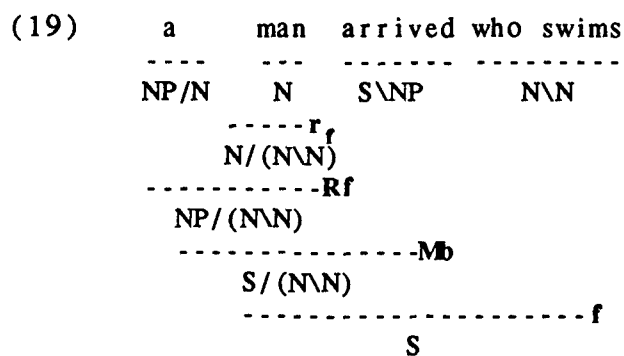 (19) a man arrived who swims
---- --- ------- ---------
NP/N N S\NP N\N
-----r_f
N/(N\N)
-----------Rf
NP/(N\N)
---------------Mb
S/(N\N)
---------------------f
S